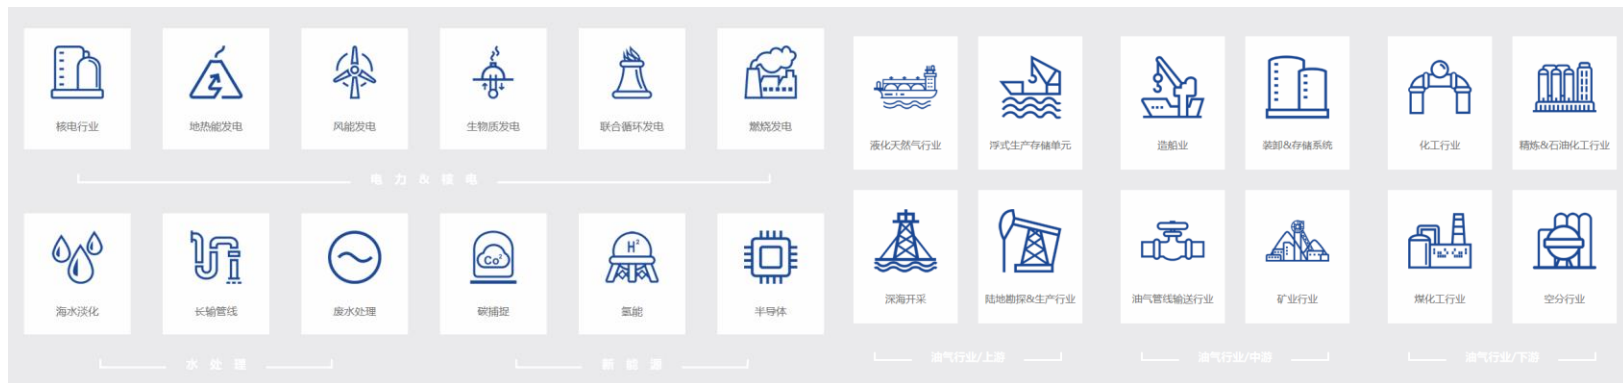 核电行业
地热能发电
风能发电
生物质发电
联合循环发电
燃烧发电
电力&核电
海水淡化
长输管线
废水处理
CO²
碳捕捉
H²
氢能
半导体
水处理
新能源
液化天然气行业
浮式生产存储单元
造船业
装卸&存储系统
化工行业
精炼&石油化工行业
深海开采
陆地勘探&生产行业
油气管线输送行业
矿业行业
煤化工行业
空分行业
油气行业/上游
油气行业/中游
油气行业/下游